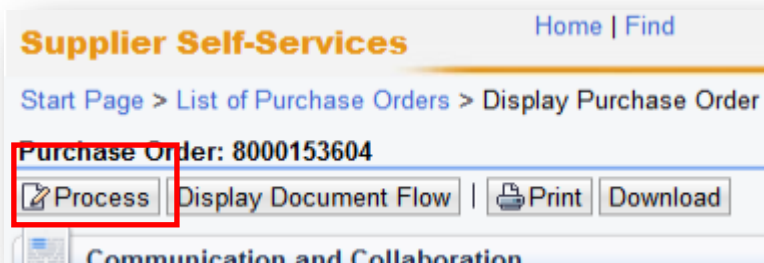 Home | Find
Supplier Self-Services
Start Page > List of Purchase Orders > Display Purchase Order
Purchase Order: 8000153604
Process Display Document Flow | Print Download
Communication and Collaboration